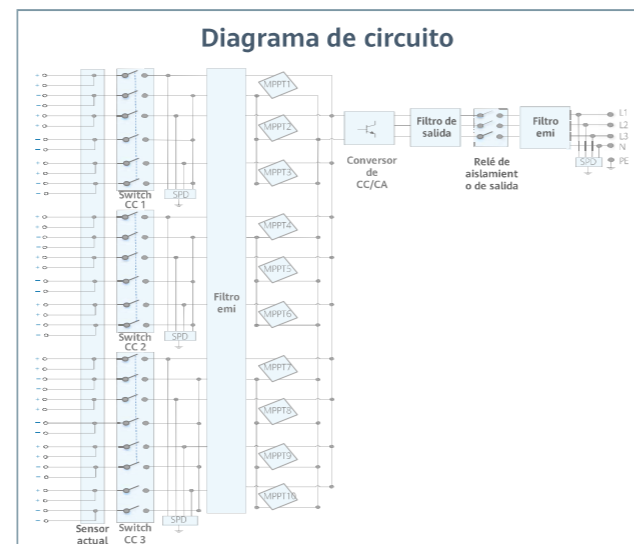 Diagrama de circuito
MPPT1
MPPT2
MPPT3
SPD
Switch
CC 1
MPPT4
MPPT5
MPPT6
SPD
Switch
CC 2
Filtro
emi
MPPT7
MPPT8
MPPT9
MPPT10
SPD
Sensor
actual
Switch
CC 3
Conversor
de
CC/CA
Filtro de
salida
Relé de
aislamient
o de salida
Filtro
emi
SPD
L1
L2
L3
N
PE